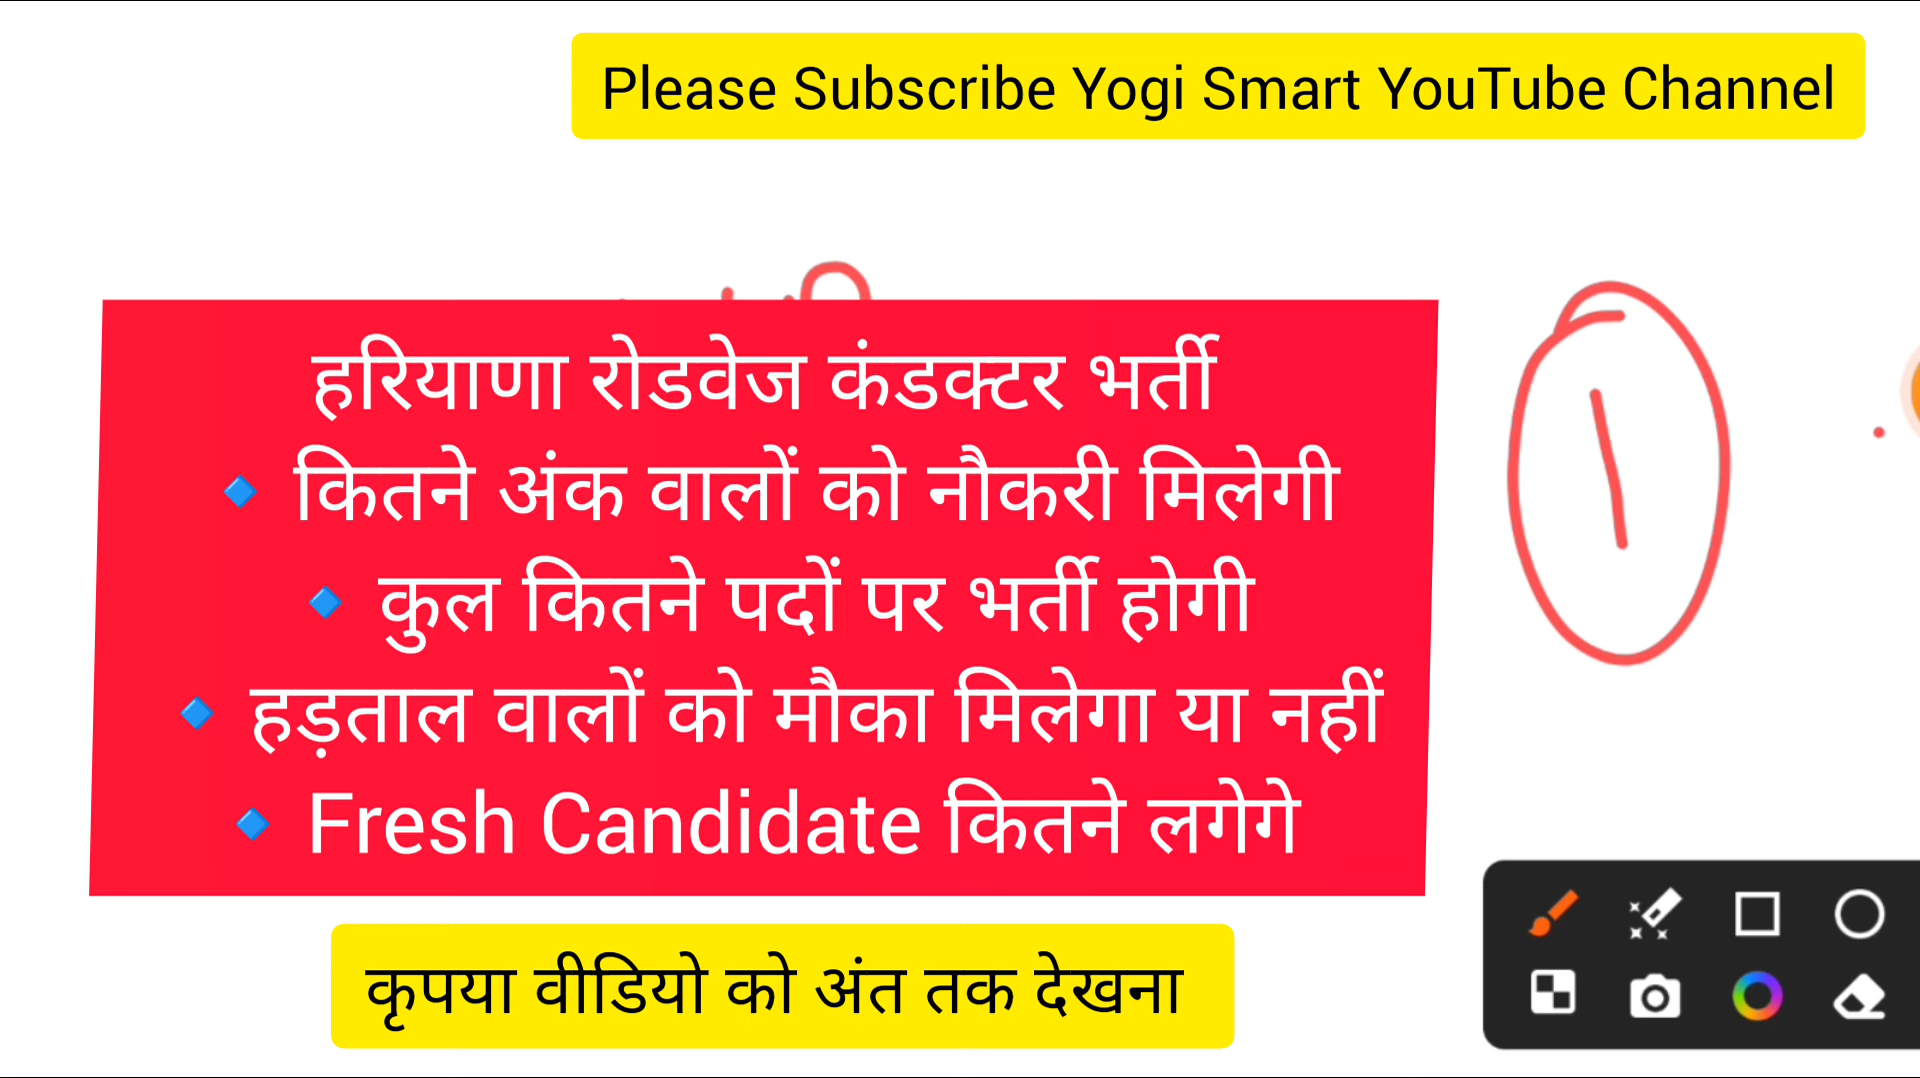 Please Subscribe Yogi Smart YouTube Channel
हरियाणा रोडवेज कंडक्टर भर्ती
🔹 कितने अंक वालों को नौकरी मिलेगी
🔹 कुल कितने पदों पर भर्ती होगी
🔹 हड़ताल वालों को मौका मिलेगा या नहीं
🔹 Fresh Candidate कितने लगेगे
कृपया वीडियो को अंत तक देखना